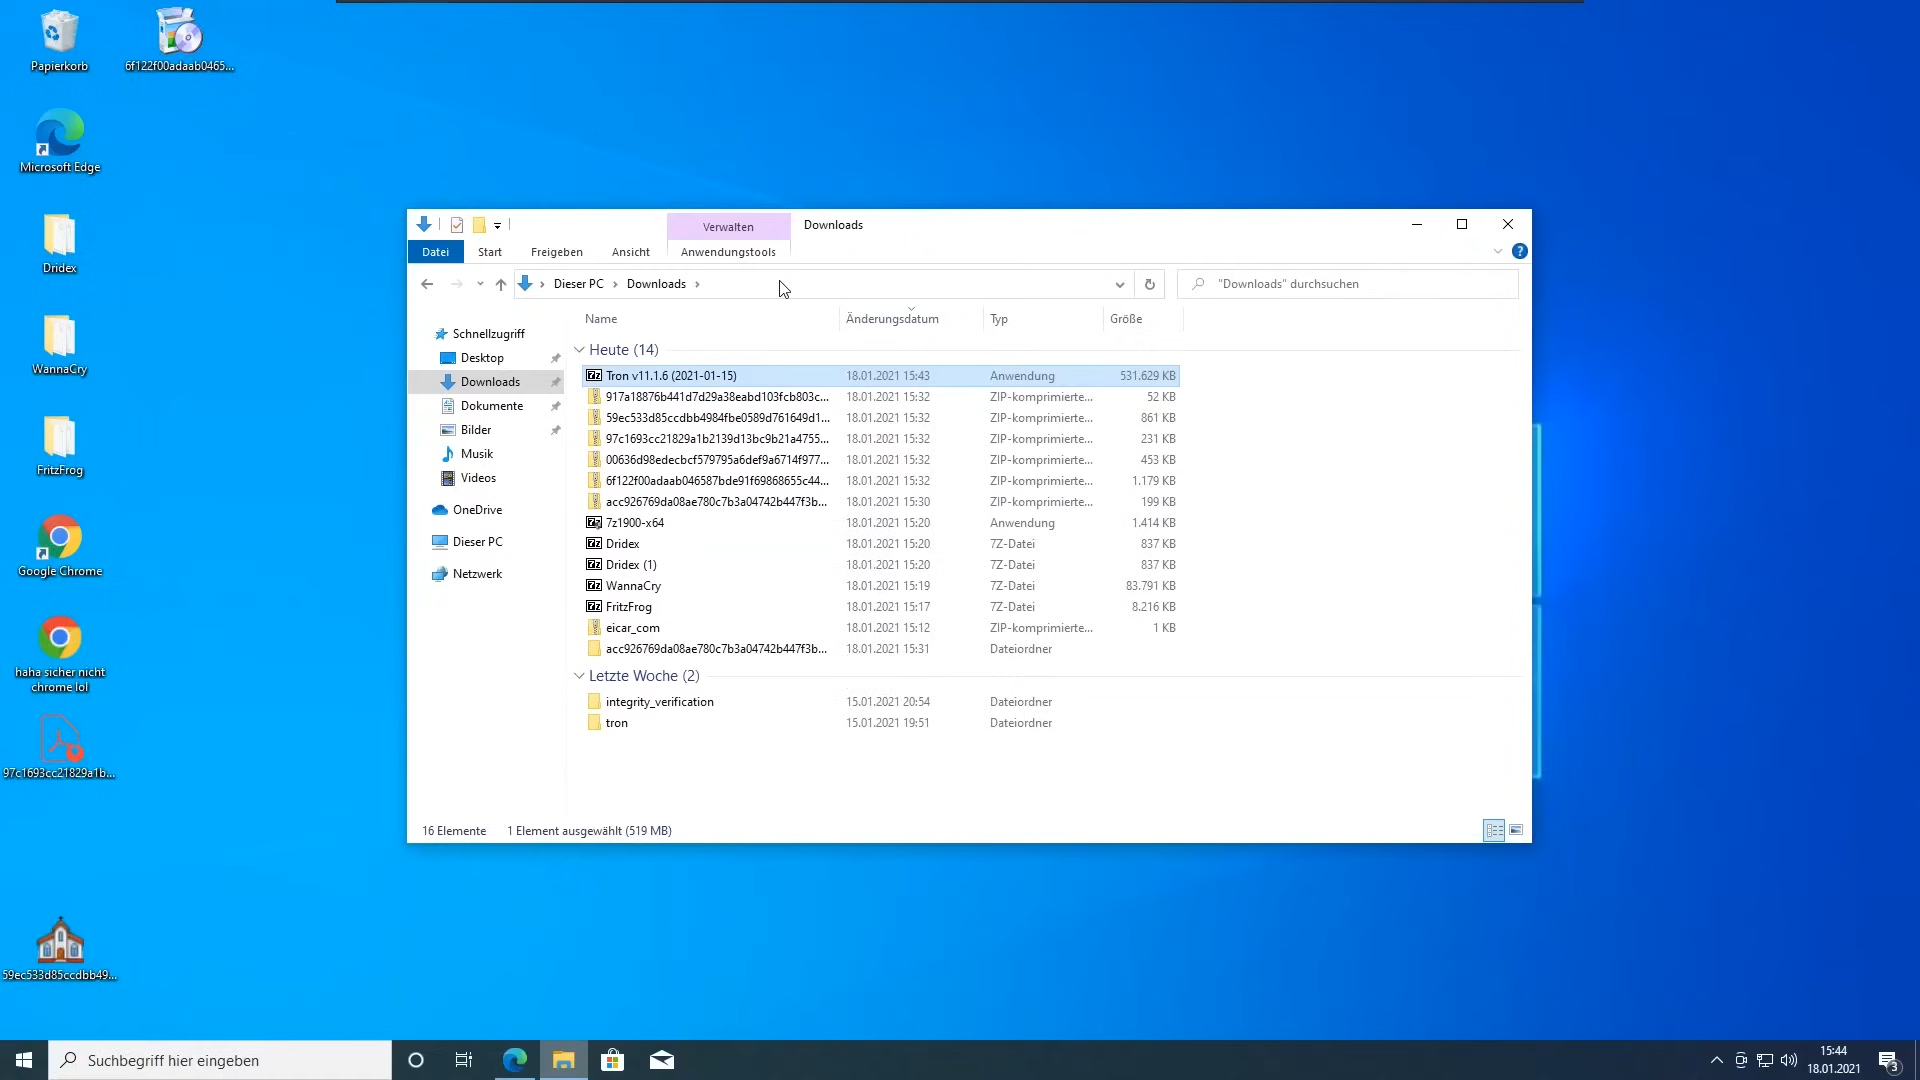 Papierkorb
6f122f00adaab0465...
Microsoft Edge
Dridex
WannaCry
FritzFrog
Google Chrome
haha sicher nicht
chrome lol
97c1693cc21829a1b...
59ec533d85ccdbb49...
Verwalten
Downloads
Datei
Start
Freigeben
Ansicht
Anwendungstools
Dieser PC
Downloads
"Downloads" durchsuchen
Schnellzugriff
Desktop
Downloads
Dokumente
Bilder
Musik
Videos
OneDrive
Dieser PC
Netzwerk
Name Änderungsdatum Typ Größe
Heute (14)
Tron v11.1.6 (2021-01-15) 18.01.2021 15:43 Anwendung 531.629 KB
917a18876b441d7d29a38eabd103fcb803c... 18.01.2021 15:32 ZIP-komprimierte... 52 KB
59ec533d85ccdbb4984fbe0589d761649d1... 18.01.2021 15:32 ZIP-komprimierte... 861 KB
97c1693cc21829a1b2139d13bc9b21a4755... 18.01.2021 15:32 ZIP-komprimierte... 231 KB
00636d98edecbcf579795a6def9a6714f977... 18.01.2021 15:32 ZIP-komprimierte... 453 KB
6f122f00adaab046587bde91f69868655c44... 18.01.2021 15:32 ZIP-komprimierte... 1.179 KB
acc926769da08ae780c7b3a04742b447f3b... 18.01.2021 15:30 ZIP-komprimierte... 199 KB
7z1900-x64 18.01.2021 15:20 Anwendung 1.414 KB
Dridex 18.01.2021 15:20 7Z-Datei 837 KB
Dridex (1) 18.01.2021 15:20 7Z-Datei 837 KB
WannaCry 18.01.2021 15:19 7Z-Datei 83.791 KB
FritzFrog 18.01.2021 15:17 7Z-Datei 8.216 KB
eicar_com 18.01.2021 15:12 ZIP-komprimierte... 1 KB
acc926769da08ae780c7b3a04742b447f3b... 18.01.2021 15:31 Dateiordner
Letzte Woche (2)
integrity_verification 15.01.2021 20:54 Dateiordner
tron 15.01.2021 19:51 Dateiordner
16 Elemente 1 Element ausgewählt (519 MB)
Suchbegriff hier eingeben
15:44
18.01.2021
3